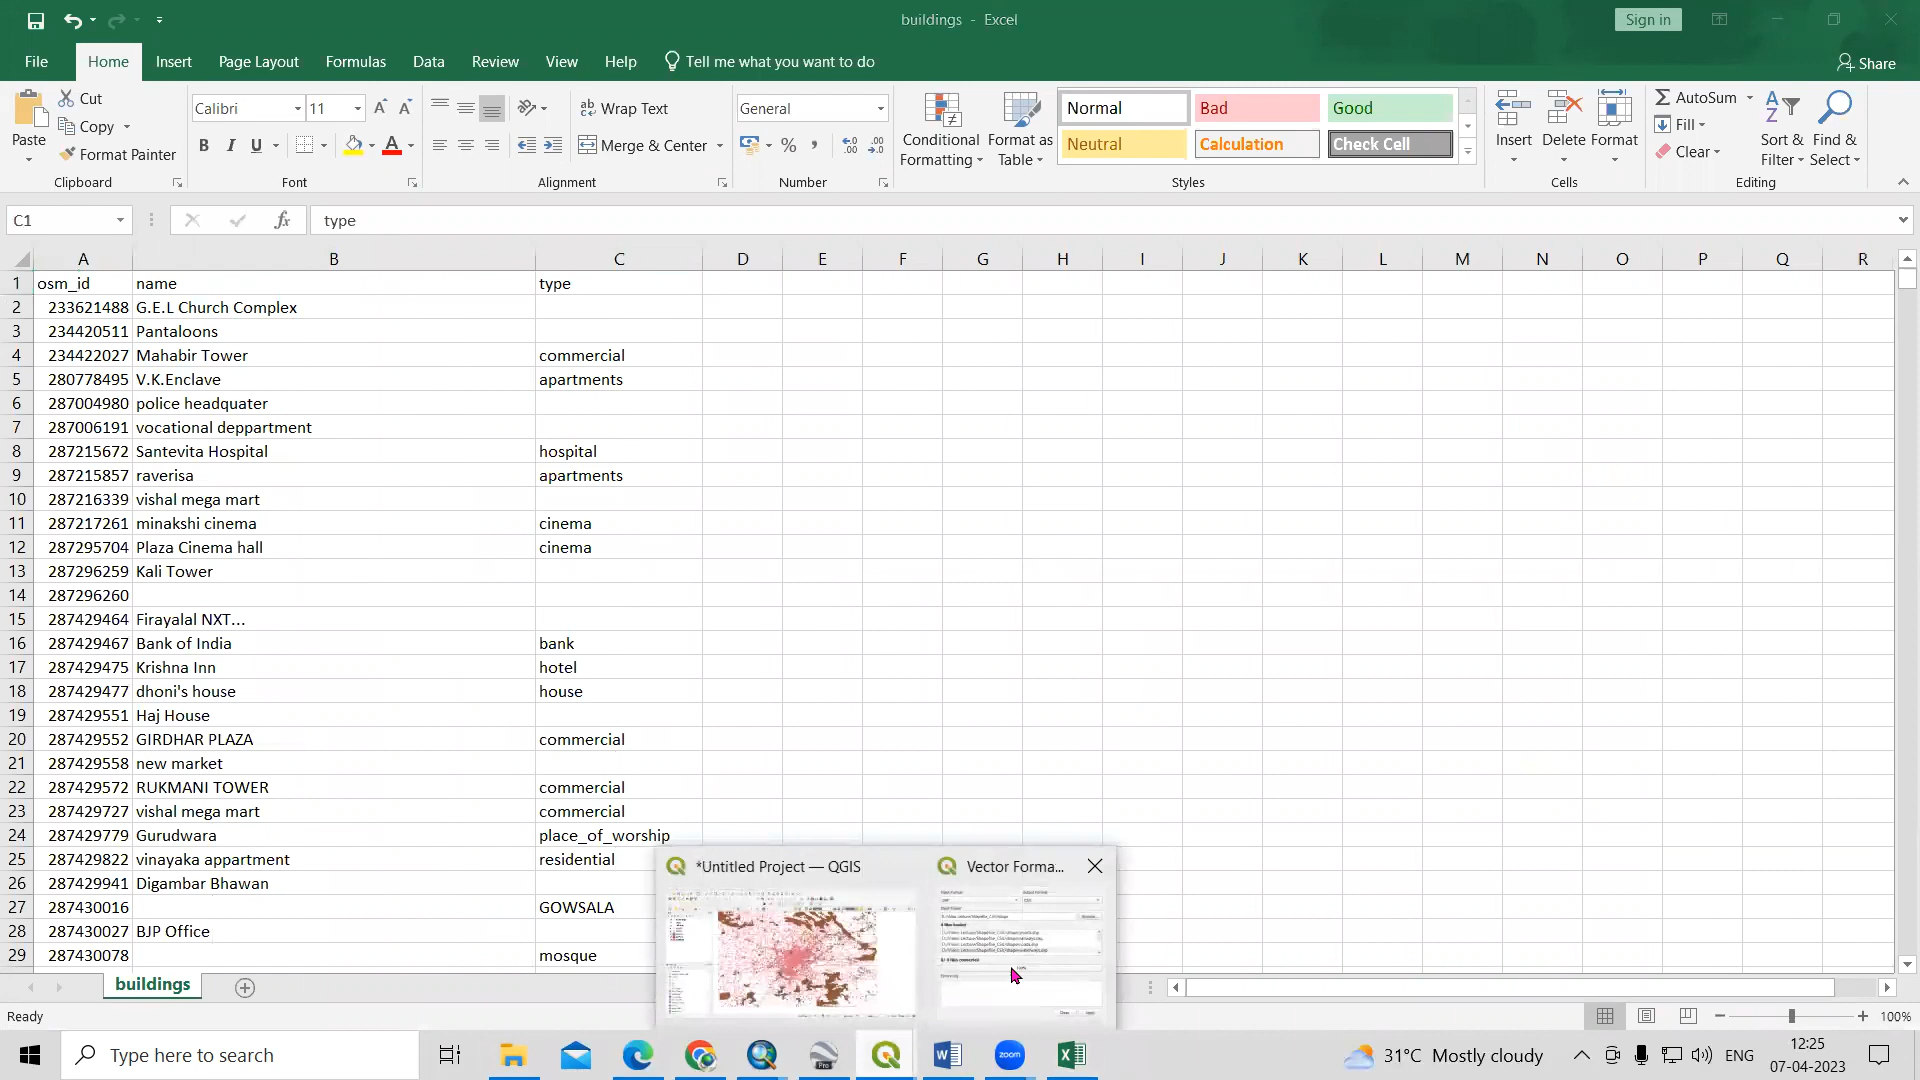 buildings - Excel
Sign in
File Home Insert Page Layout Formulas Data Review View Help Tell me what you want to do Share
Paste Cut Copy Format Painter
Clipboard
Calibri 11
B I U
Font
Wrap Text
Merge & Center
Alignment
General
%
Number
Conditional Formatting
Format as Table
Normal Bad Good
Neutral Calculation Check Cell
Styles
Insert Delete Format
Cells
AutoSum
Fill
Clear
Sort & Filter
Find & Select
Editing
C1 fx type
A B C D E F G H I J K L M N O P Q R
1 osm_id name type
2 233621488 G.E.L Church Complex
3 234420511 Pantaloons
4 234422027 Mahabir Tower commercial
5 280778495 V.K.Enclave apartments
6 287004980 police headquater
7 287006191 vocational deppartment
8 287215672 Santevita Hospital hospital
9 287215857 raverisa apartments
10 287216339 vishal mega mart
11 287217261 minakshi cinema cinema
12 287295704 Plaza Cinema hall cinema
13 287296259 Kali Tower
14 287296260
15 287429464 Firayalal NXT...
16 287429467 Bank of India bank
17 287429475 Krishna Inn hotel
18 287429477 dhoni's house house
19 287429551 Haj House
20 287429552 GIRDHAR PLAZA commercial
21 287429558 new market
22 287429572 RUKMANI TOWER commercial
23 287429727 vishal mega mart commercial
24 287429779 Gurudwara place_of_worship
25 287429822 vinayaka appartment residential
26 287429941 Digambar Bhawan
27 287430016 GOWSALA
28 287430027 BJP Office
29 287430078 mosque
*Untitled Project — QGIS
Vector Forma...
buildings
Ready
100%
Type here to search
Pro
zoom
31°C Mostly cloudy
ENG
12:25
07-04-2023